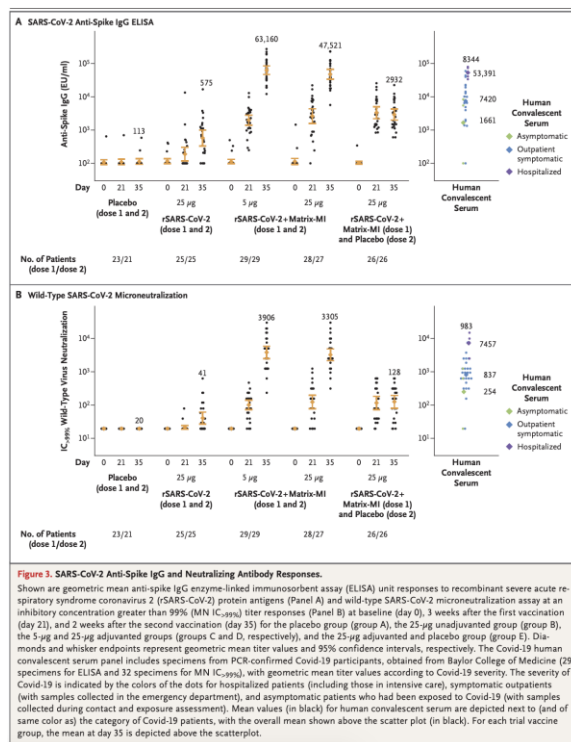 A SARS-CoV-2 Anti-Spike IgG ELISA
Anti-Spike IgG (EU/ml)
10⁵
10⁴
10³
10²
113
575
63,160
47,521
2932
Day 0 21 35 0 21 35 0 21 35 0 21 35 0 21 35
Placebo (dose 1 and 2)
25 μg
rSARS-CoV-2 (dose 1 and 2)
5 μg 25 μg
rSARS-CoV-2+Matrix-MI (dose 1 and 2)
25 μg
rSARS-CoV-2+ Matrix-MI (dose 1) and Placebo (dose 2)
No. of Patients (dose 1/dose 2)
23/21 25/25 29/29 28/27 26/26
10⁵
10⁴
10³
10²
8344
53,391
7420
1661
Human Convalescent Serum
Human Convalescent Serum
Asymptomatic
Outpatient symptomatic
Hospitalized
B Wild-Type SARS-CoV-2 Microneutralization
IC>99% Wild-Type Virus Neutralization
10⁴
10³
10²
10¹
20
41
3906
3305
128
Day 0 21 35 0 21 35 0 21 35 0 21 35 0 21 35
Placebo (dose 1 and 2)
25 μg
rSARS-CoV-2 (dose 1 and 2)
5 μg 25 μg
rSARS-CoV-2+Matrix-MI (dose 1 and 2)
25 μg
rSARS-CoV-2+ Matrix-MI (dose 1) and Placebo (dose 2)
No. of Patients (dose 1/dose 2)
23/21 25/25 29/29 28/27 26/26
10⁴
10³
10²
10¹
983
7457
837
254
Human Convalescent Serum
Human Convalescent Serum
Asymptomatic
Outpatient symptomatic
Hospitalized
Figure 3. SARS-CoV-2 Anti-Spike IgG and Neutralizing Antibody Responses.
Shown are geometric mean anti-spike IgG enzyme-linked immunosorbent assay (ELISA) unit responses to recombinant severe acute re-
spiratory syndrome coronavirus 2 (rSARS-CoV-2) protein antigens (Panel A) and wild-type SARS-CoV-2 microneutralization assay at an
inhibitory concentration greater than 99% (MN IC>99%) titer responses (Panel B) at baseline (day 0), 3 weeks after the first vaccination
(day 21), and 2 weeks after the second vaccination (day 35) for the placebo group (group A), the 25-μg unadjuvanted group (group B),
the 5-μg and 25-μg adjuvanted groups (groups C and D, respectively), and the 25-μg adjuvanted and placebo group (group E). Dia-
monds and whisker endpoints represent geometric mean titer values and 95% confidence intervals, respectively. The Covid-19 human
convalescent serum panel includes specimens from PCR-confirmed Covid-19 participants, obtained from Baylor College of Medicine (29
specimens for ELISA and 32 specimens for MN IC>99%), with geometric mean titer values according to Covid-19 severity. The severity of
Covid-19 is indicated by the colors of the dots for hospitalized patients (including those in intensive care), symptomatic outpatients
(with samples collected in the emergency department), and asymptomatic patients who had been exposed to Covid-19 (with samples
collected during contact and exposure assessment). Mean values (in black) for human convalescent serum are depicted next to (and of
same color as) the category of Covid-19 patients, with the overall mean shown above the scatter plot (in black). For each trial vaccine
group, the mean at day 35 is depicted above the scatterplot.